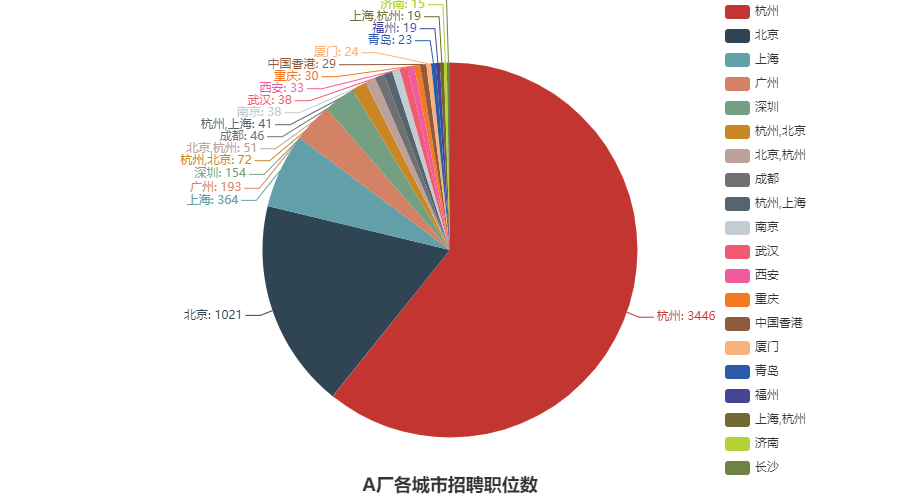 济南: 15
上海,杭州: 19
福州: 19
青岛: 23
厦门: 24
中国香港: 29
重庆: 30
西安: 33
武汉: 38
南京: 38
杭州,上海: 41
成都: 46
北京,杭州: 51
杭州,北京: 72
深圳: 154
广州: 193
上海: 364
北京: 1021
杭州: 3446
杭州
北京
上海
广州
深圳
杭州,北京
北京,杭州
成都
杭州,上海
南京
武汉
西安
重庆
中国香港
厦门
青岛
福州
上海,杭州
济南
长沙
A厂各城市招聘职位数